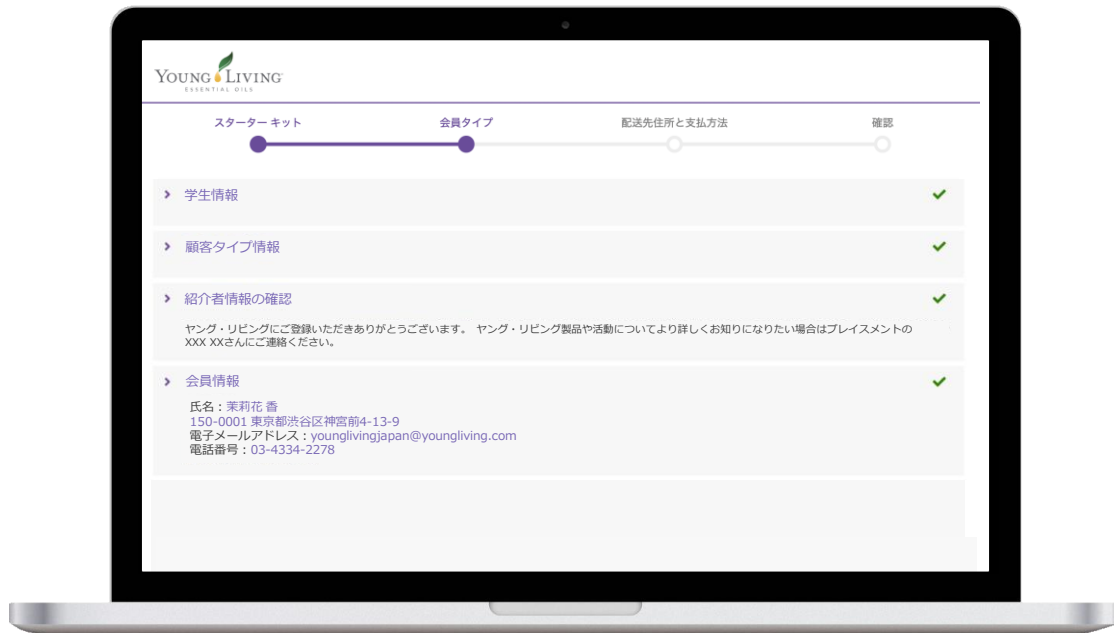 YOUNG LIVING
ESSENTIAL OILS
スターター キット
会員タイプ
配送先住所と支払方法
確認
学生情報
顧客タイプ情報
紹介者情報の確認
ヤング・リビングにご登録いただきありがとうございます。 ヤング・リビング製品や活動についてより詳しくお知りになりたい場合はプレイスメントの
XXX XXさんにご連絡ください。
会員情報
氏名：茉莉花 香
150-0001 東京都渋谷区神宮前4-13-9
電子メールアドレス：younglivingjapan@youngliving.com
電話番号：03-4334-2278